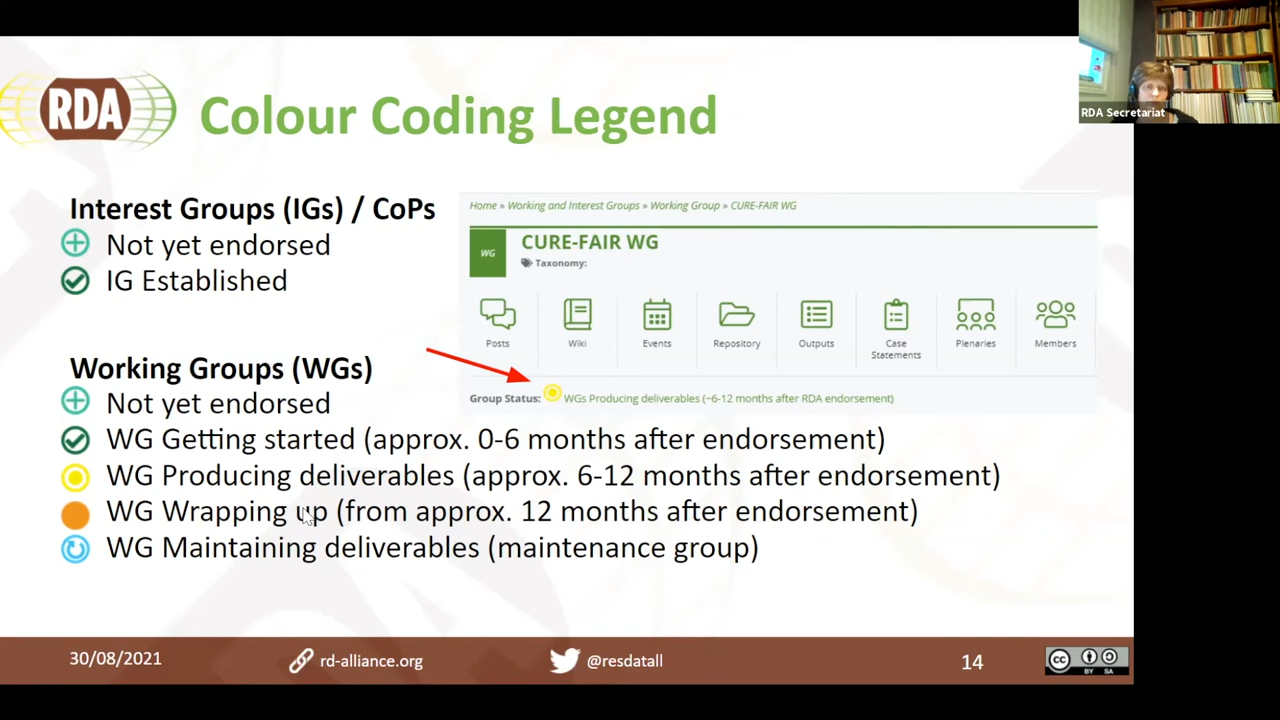 RDA
Colour Coding Legend
RDA Secretariat
Interest Groups (IGs) / CoPs
Not yet endorsed
IG Established
Home » Working and Interest Groups » Working Group » CURE-FAIR WG
WG
CURE-FAIR WG
Taxonomy:
Posts
Wiki
Events
Repository
Outputs
Case Statements
Plenaries
Members
Group Status: WGs Producing deliverables (~6-12 months after RDA endorsement)
Working Groups (WGs)
Not yet endorsed
WG Getting started (approx. 0-6 months after endorsement)
WG Producing deliverables (approx. 6-12 months after endorsement)
WG Wrapping up (from approx. 12 months after endorsement)
WG Maintaining deliverables (maintenance group)
30/08/2021
rd-alliance.org
@resdatall
14
cc BY SA